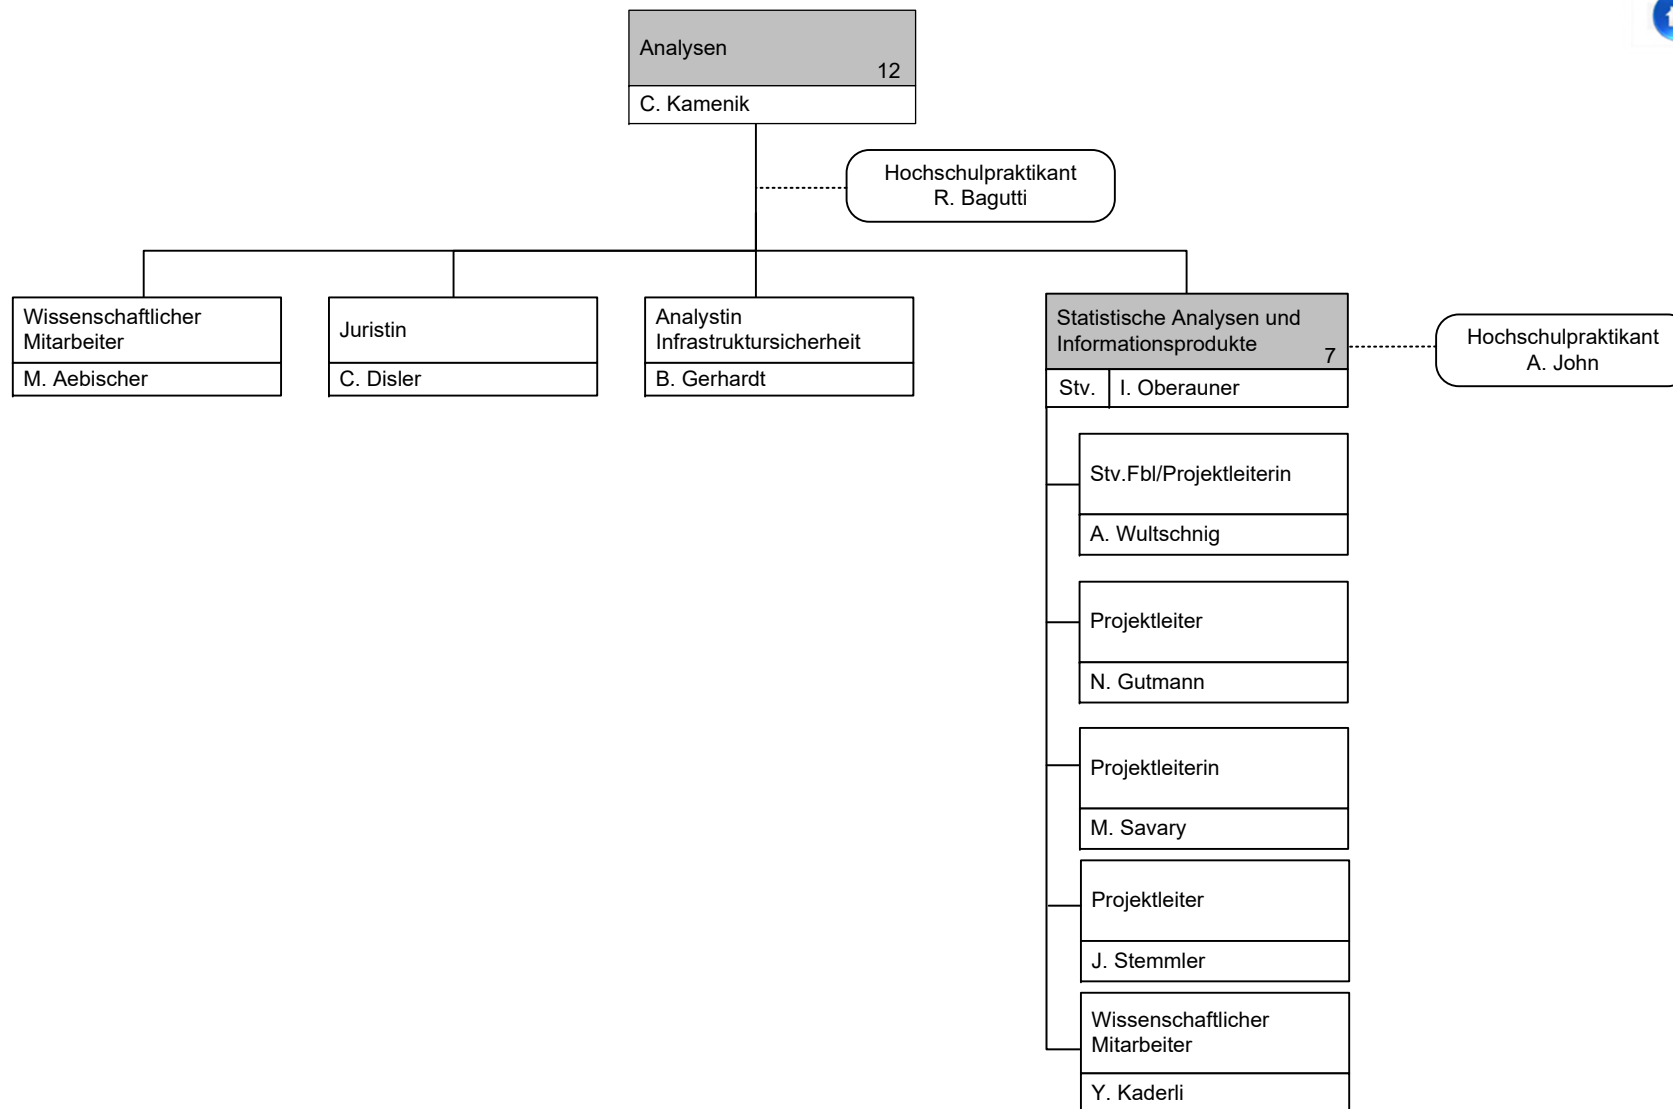 Analysen
12
C. Kamenik
Hochschulpraktikant
R. Bagutti
Wissenschaftlicher
Mitarbeiter
M. Aebischer
Juristin
C. Disler
Analystin
Infrastruktursicherheit
B. Gerhardt
Statistische Analysen und
Informationsprodukte
7
Stv. I. Oberauner
Hochschulpraktikant
A. John
Stv.Fbl/Projektleiterin
A. Wultschnig
Projektleiter
N. Gutmann
Projektleiterin
M. Savary
Projektleiter
J. Stemmler
Wissenschaftlicher
Mitarbeiter
Y. Kaderli